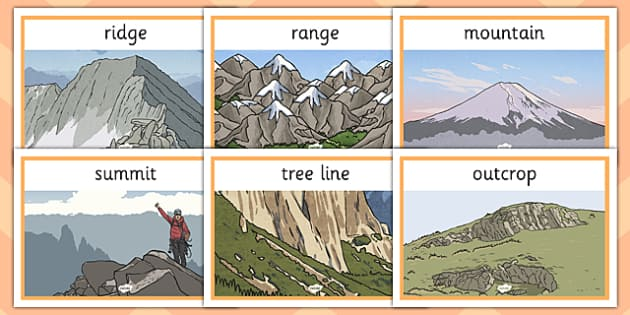 ridge
range
mountain
summit
tree line
outcrop